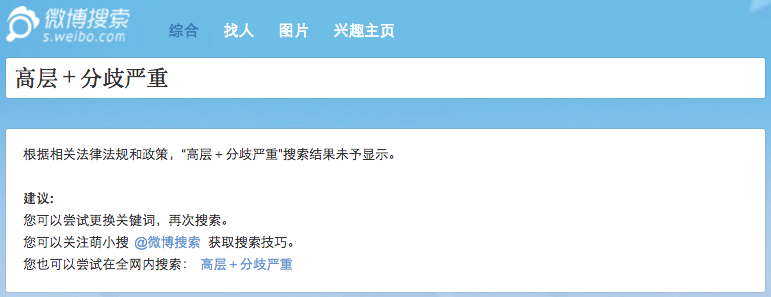 微博搜索
s.weibo.com
综合 找人 图片 兴趣主页
高层＋分歧严重
根据相关法律法规和政策，“高层＋分歧严重”搜索结果未予显示。
建议：
您可以尝试更换关键词，再次搜索。
您可以关注萌小搜 @微博搜索 获取搜索技巧。
您也可以尝试在全网内搜索： 高层＋分歧严重